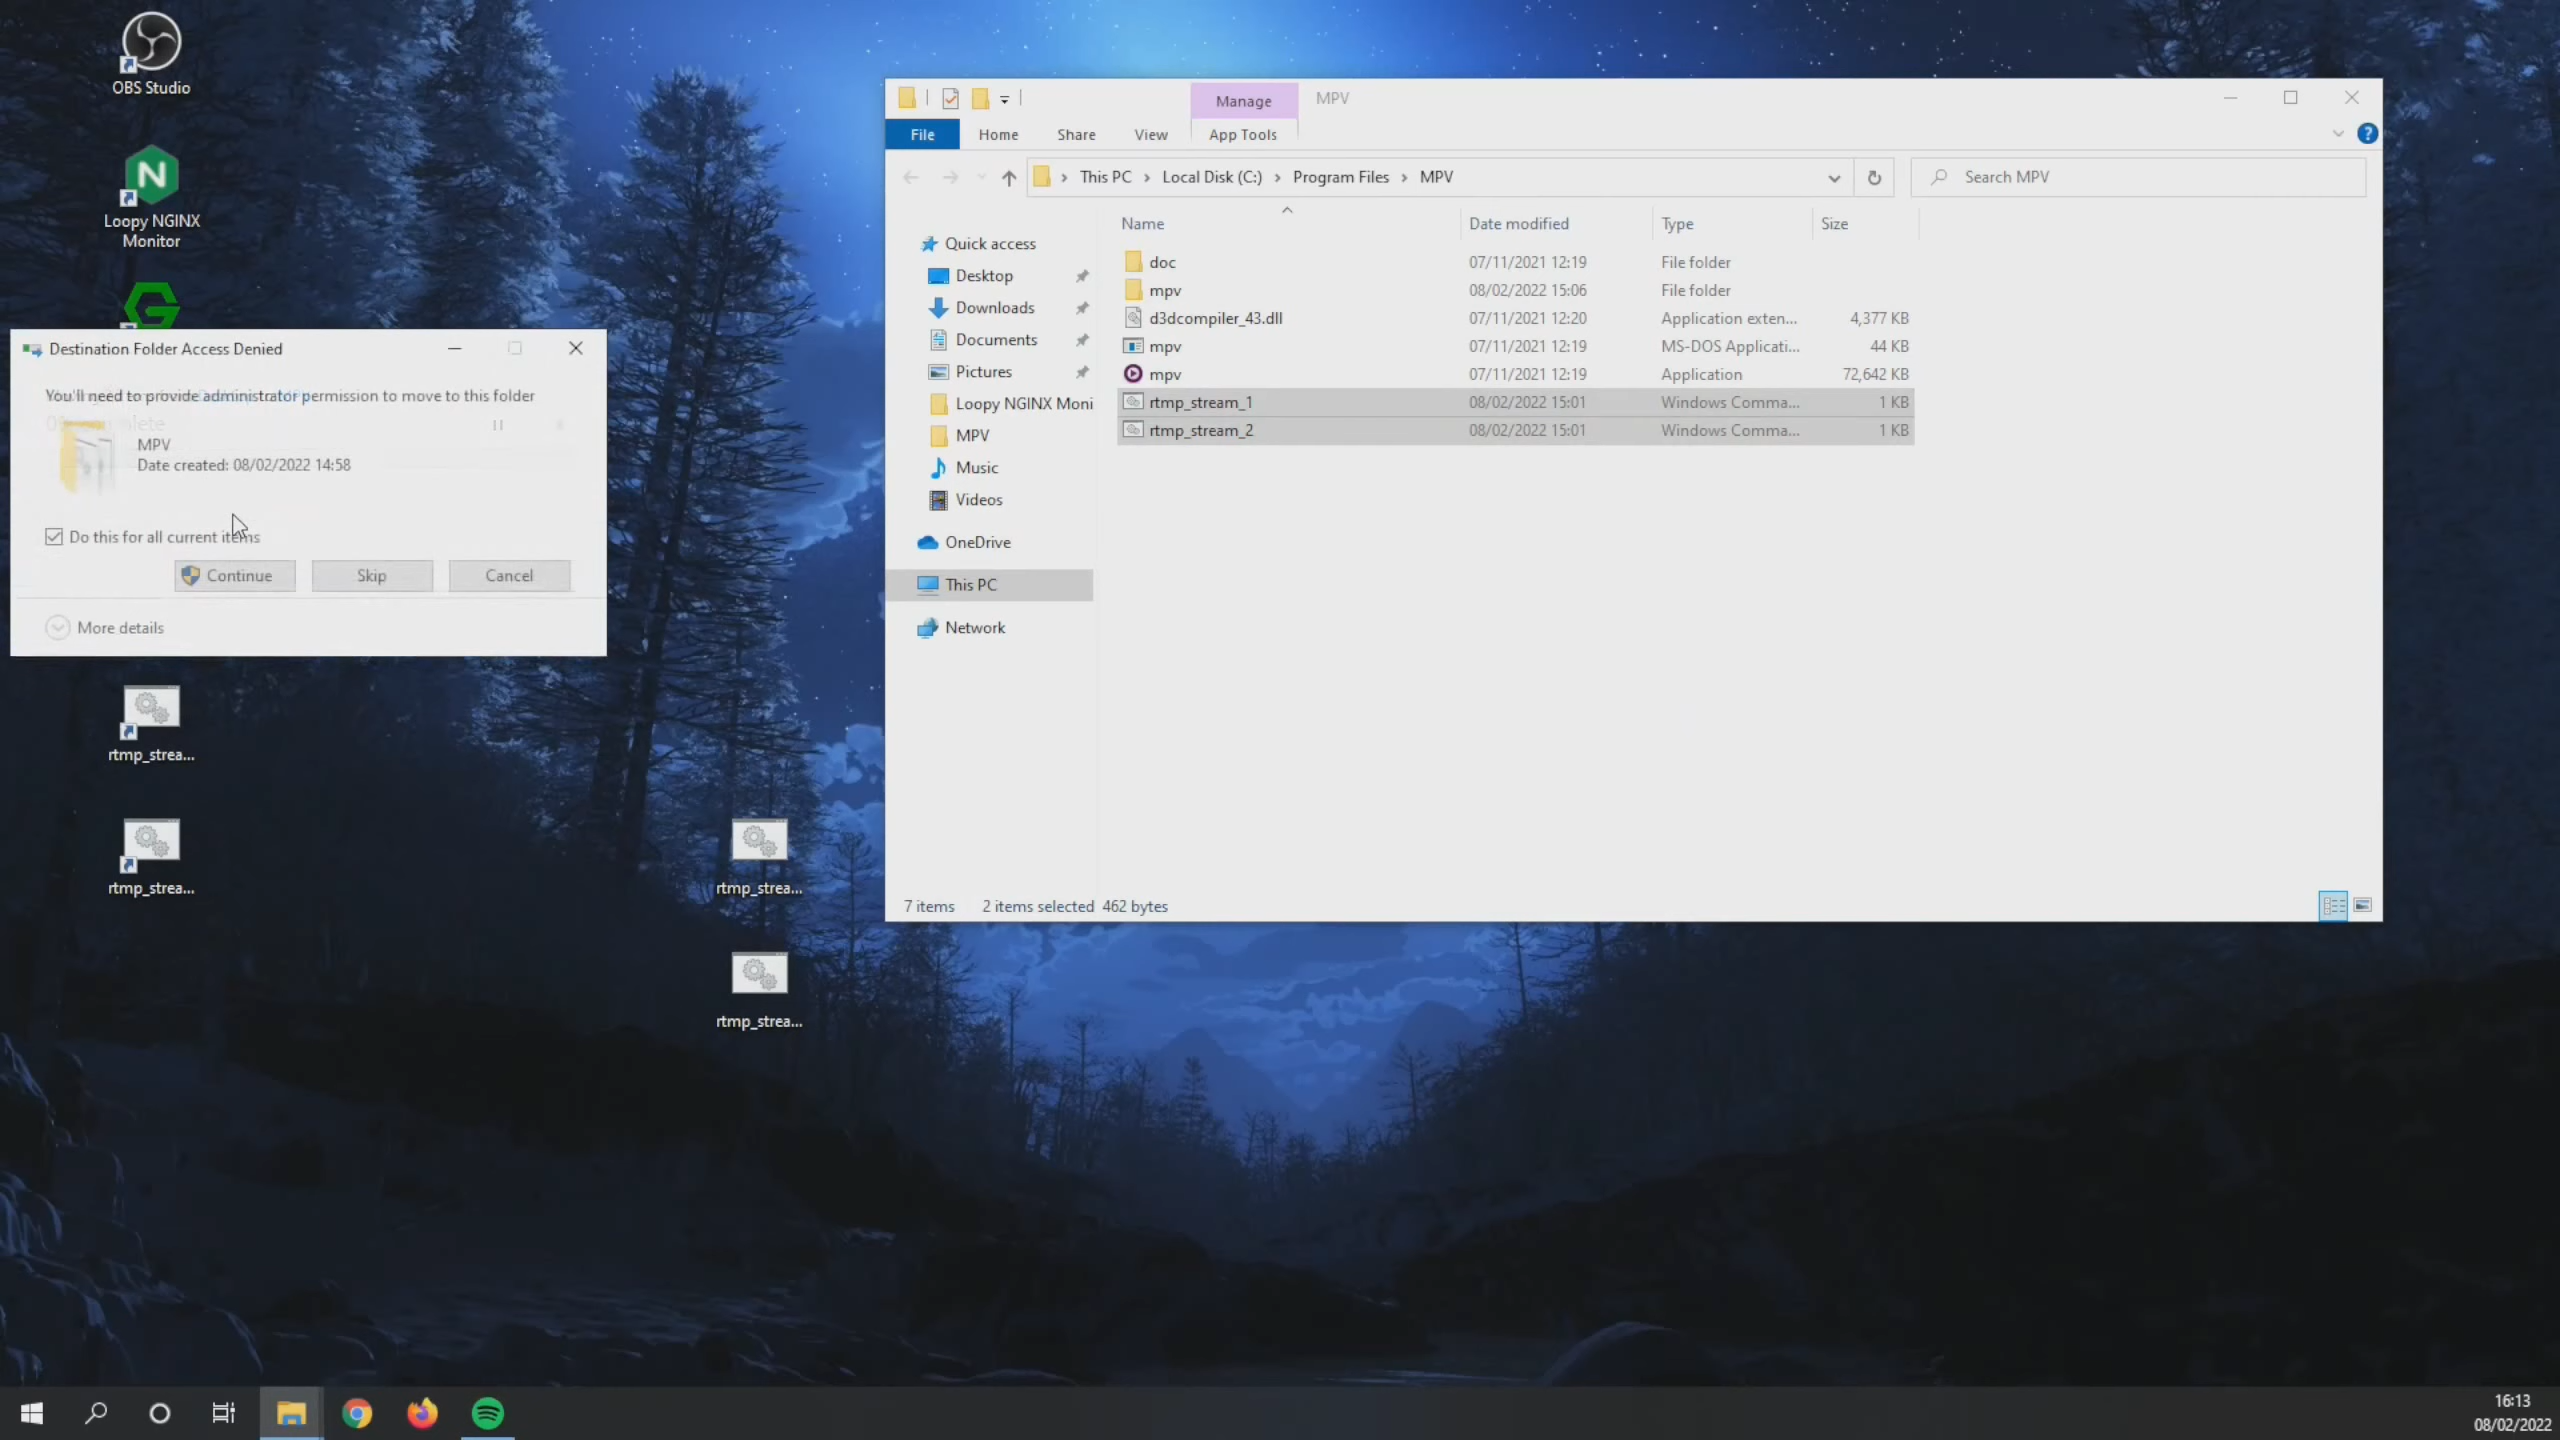 OBS Studio
Loopy NGINX
Monitor
Destination Folder Access Denied
You'll need to provide administrator permission to move to this folder
MPV
Date created: 08/02/2022 14:58
Do this for all current items
Continue
Skip
Cancel
More details
rtmp_strea...
rtmp_strea...
rtmp_strea...
rtmp_strea...
Manage
MPV
File
Home
Share
View
App Tools
This PC
Local Disk (C:)
Program Files
MPV
Search MPV
Name
Date modified
Type
Size
Quick access
Desktop
Downloads
Documents
Pictures
Loopy NGINX Moni
MPV
Music
Videos
OneDrive
This PC
Network
doc 07/11/2021 12:19 File folder
mpv 08/02/2022 15:06 File folder
d3dcompiler_43.dll 07/11/2021 12:20 Application exten... 4,377 KB
mpv 07/11/2021 12:19 MS-DOS Applicati... 44 KB
mpv 07/11/2021 12:19 Application 72,642 KB
rtmp_stream_1 08/02/2022 15:01 Windows Comma... 1 KB
rtmp_stream_2 08/02/2022 15:01 Windows Comma... 1 KB
7 items 2 items selected 462 bytes
16:13
08/02/2022